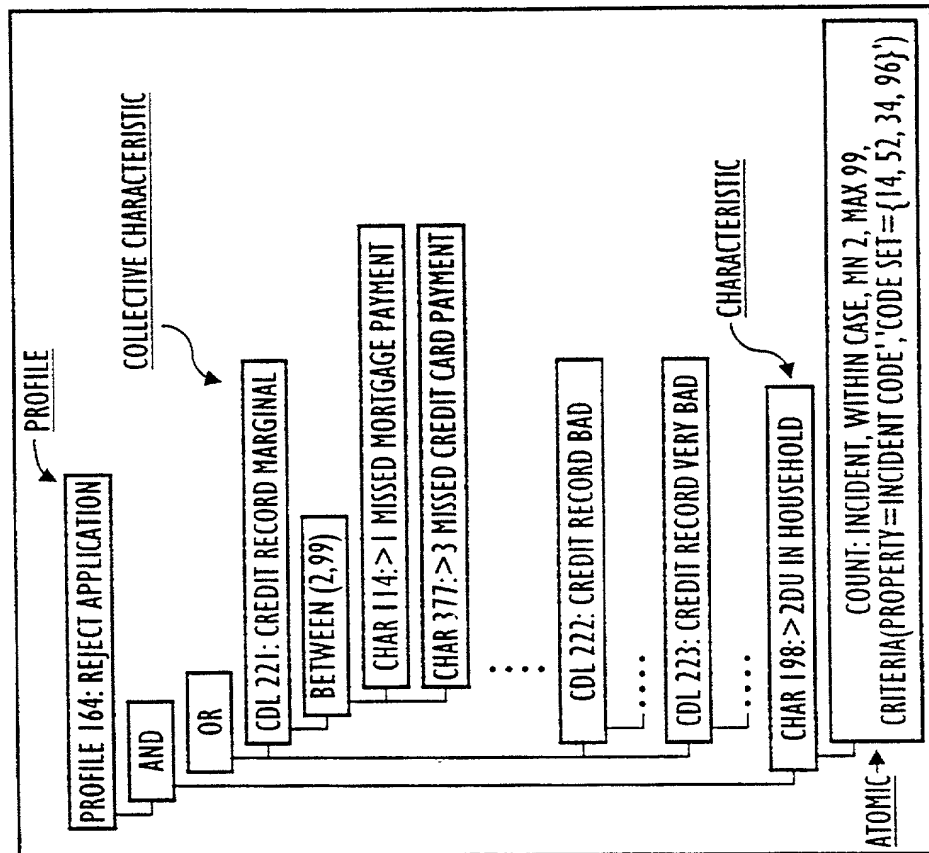 PROFILE
PROFILE 164: REJECT APPLICATION
AND
COLLECTIVE CHARACTERISTIC
OR
CDL 221: CREDIT RECORD MARGINAL
BETWEEN (2,99)
CHAR 114:>1 MISSED MORTGAGE PAYMENT
CHAR 377:>3 MISSED CREDIT CARD PAYMENT
....
CDL 222: CREDIT RECORD BAD
.....
CDL 223: CREDIT RECORD VERY BAD
....
CHARACTERISTIC
CHAR 198:> 2DU IN HOUSEHOLD
ATOMIC
COUNT: INCIDENT, WITHIN CASE, MN 2, MAX 99,
CRITERIA(PROPERTY=INCIDENT CODE','CODE SET={14, 52, 34, 96}')